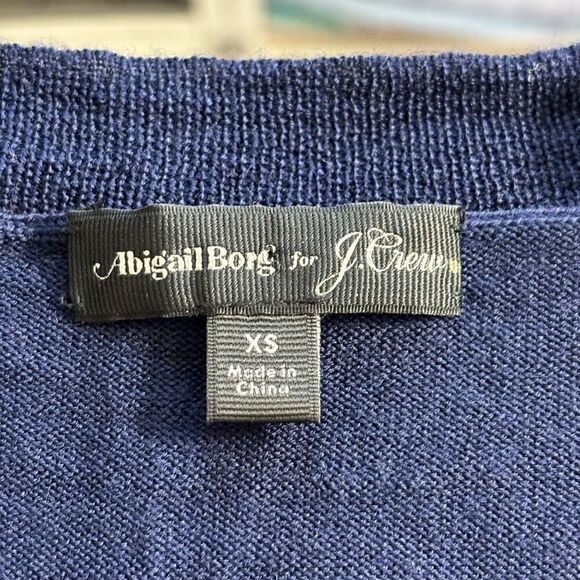 Abigail Borg for J.Crew
XS
Made in
China